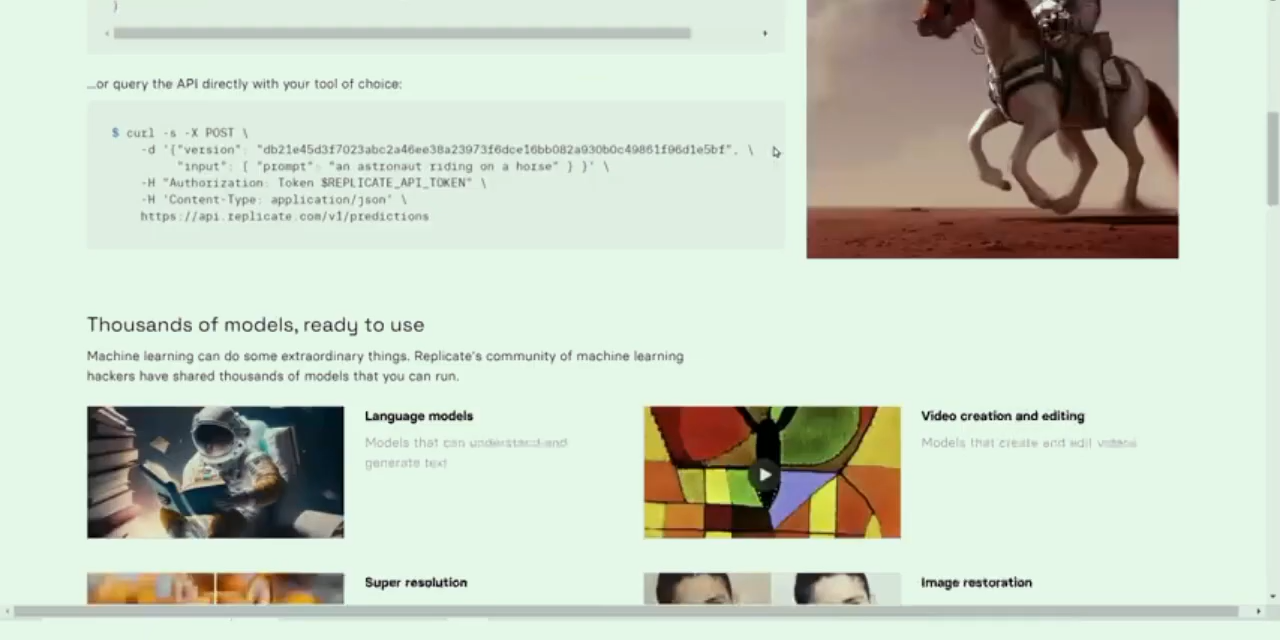 }
...or query the API directly with your tool of choice:
$ curl -s -X POST \
-d '{"version": "db21e45d3f7023abc2a46ee38a23973f6dce16bb082a930b0c49861f96d1e5bf", \
"input": { "prompt": "an astronaut riding on a horse" } }' \
-H "Authorization: Token $REPLICATE_API_TOKEN" \
-H 'Content-Type: application/json' \
https://api.replicate.com/v1/predictions
Thousands of models, ready to use
Machine learning can do some extraordinary things. Replicate's community of machine learning
hackers have shared thousands of models that you can run.
Language models
Models that can understand and
generate text
Video creation and editing
Models that create and edit videos
Super resolution
Image restoration